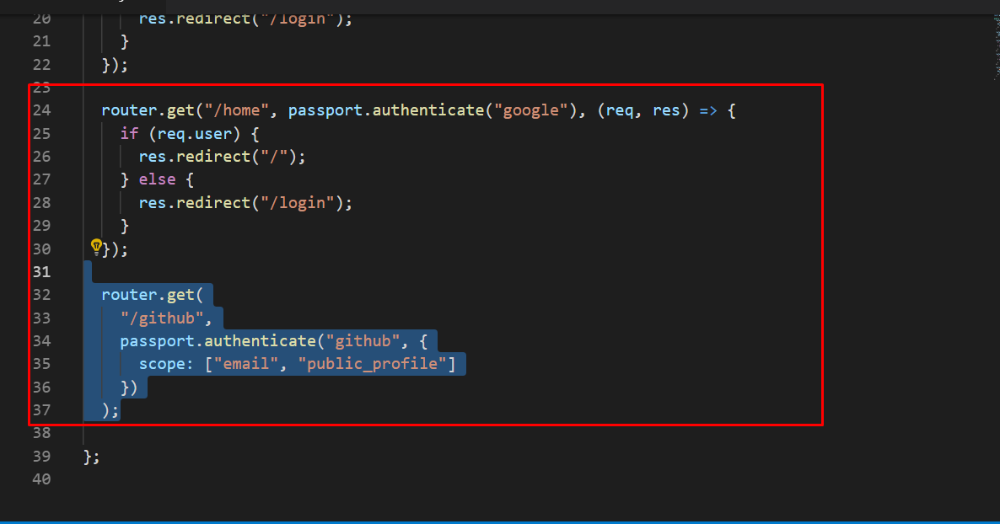 20 res.redirect("/login");
21 }
22 });
23
24 router.get("/home", passport.authenticate("google"), (req, res) => {
25 if (req.user) {
26 res.redirect("/");
27 } else {
28 res.redirect("/login");
29 }
30 });
31
32 router.get(
33 "/github",
34 passport.authenticate("github", {
35 scope: ["email", "public_profile"]
36 })
37 );
38
39 };
40